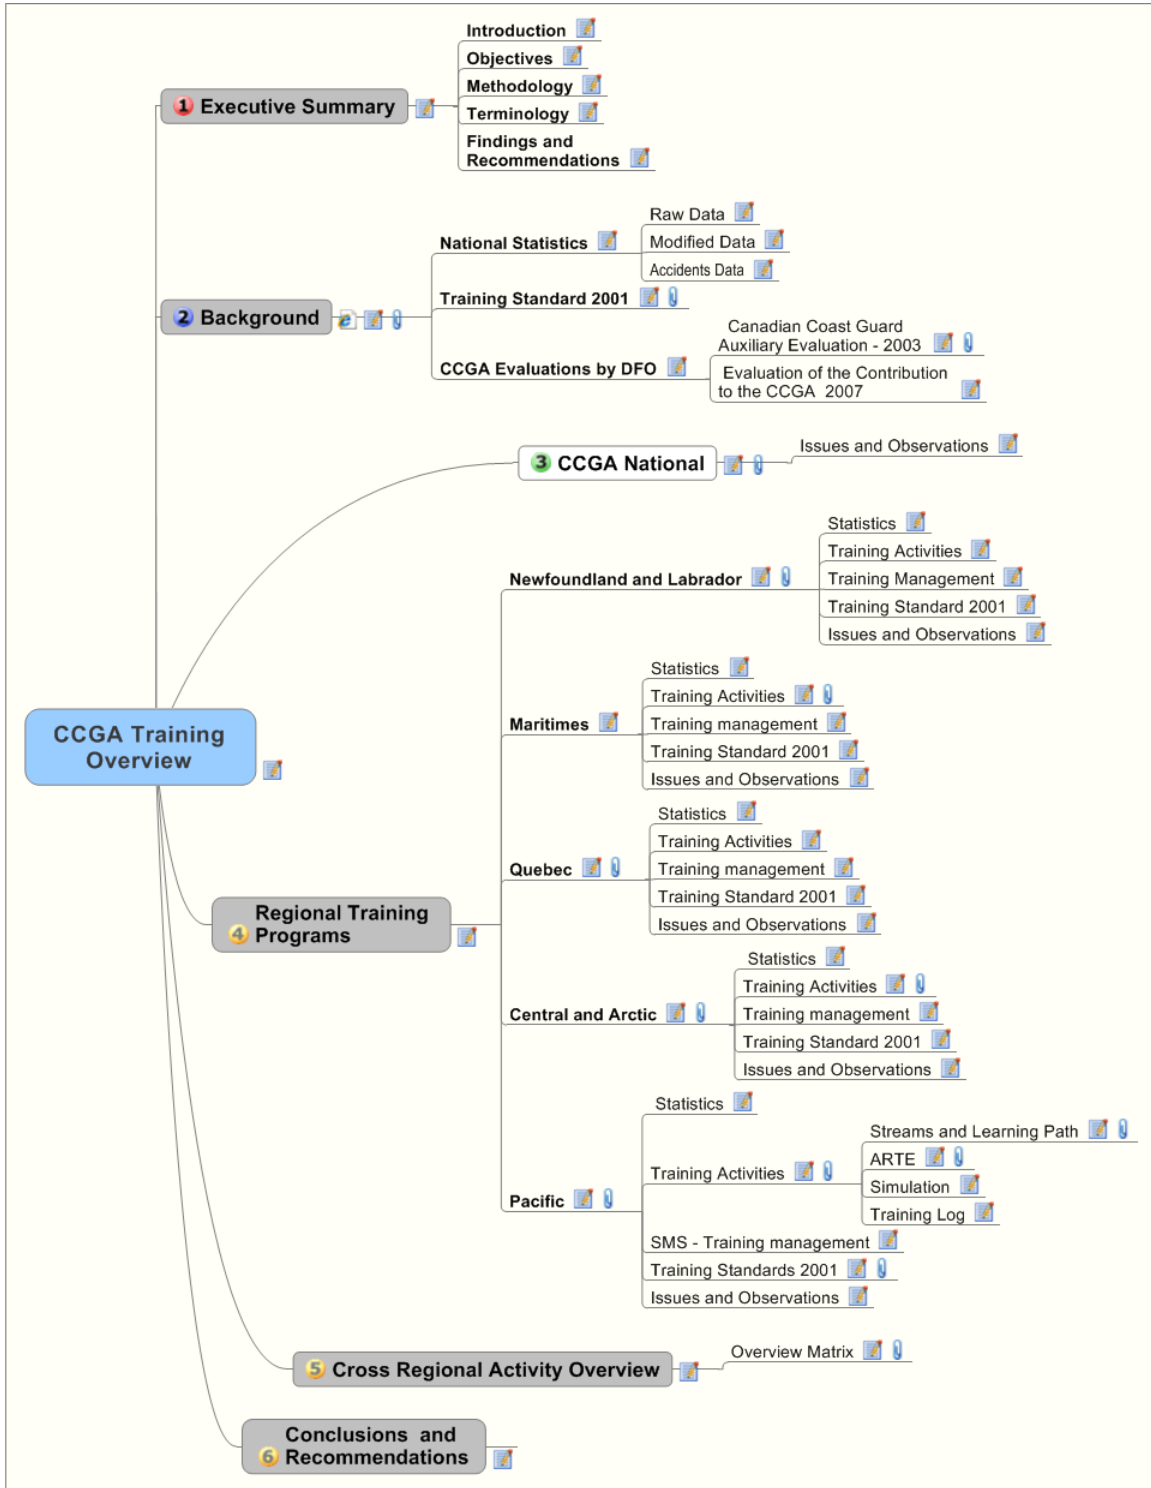 Introduction
Objectives
Methodology
Terminology
Findings and
Recommendations
1 Executive Summary
Raw Data
Modified Data
Accidents Data
National Statistics
Training Standard 2001
2 Background
Canadian Coast Guard
Auxiliary Evaluation - 2003
CCGA Evaluations by DFO
Evaluation of the Contribution
to the CCGA 2007
3 CCGA National
Issues and Observations
Statistics
Training Activities
Newfoundland and Labrador
Training Management
Training Standard 2001
Issues and Observations
Statistics
Training Activities
Maritimes
Training management
Training Standard 2001
Issues and Observations
CCGA Training
Overview
Statistics
Training Activities
Quebec
Training management
Training Standard 2001
Issues and Observations
Regional Training
4 Programs
Statistics
Training Activities
Central and Arctic
Training management
Training Standard 2001
Issues and Observations
Statistics
Streams and Learning Path
ARTE
Training Activities
Simulation
Training Log
Pacific
SMS - Training management
Training Standards 2001
Issues and Observations
5 Cross Regional Activity Overview
Overview Matrix
Conclusions and
6 Recommendations